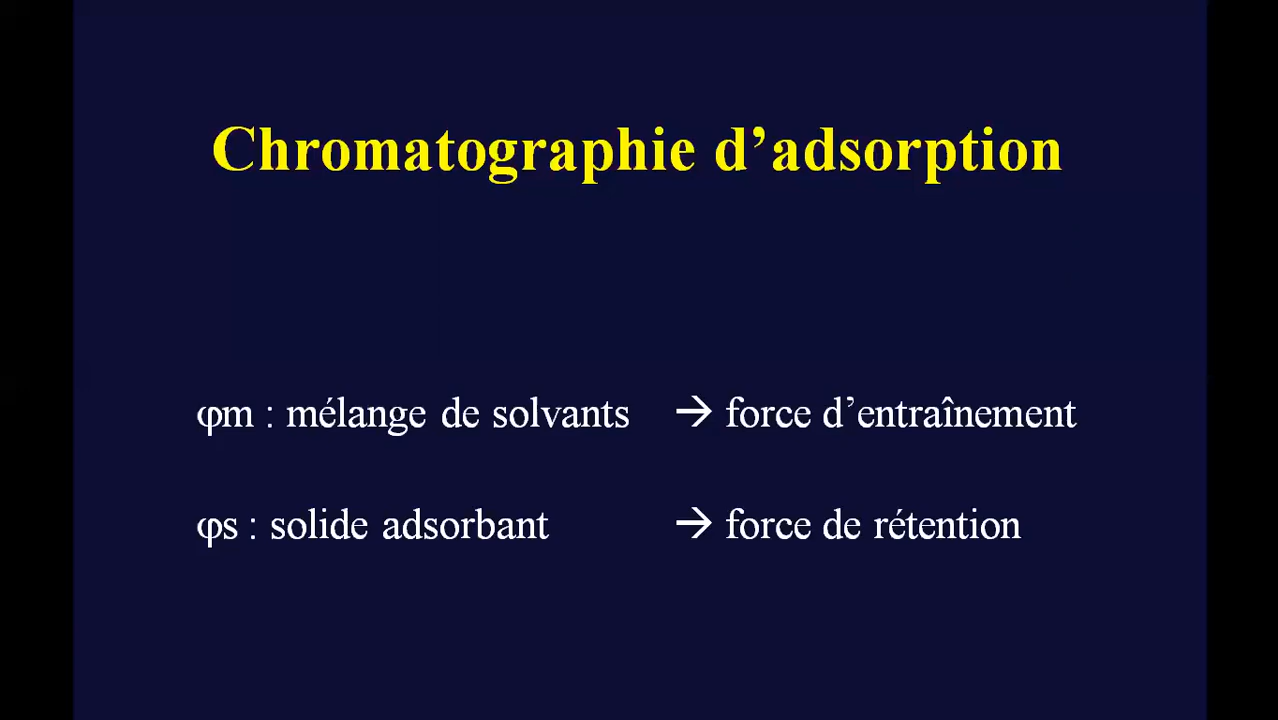 Chromatographie d’adsorption
φm : mélange de solvants → force d’entraînement
φs : solide adsorbant → force de rétention